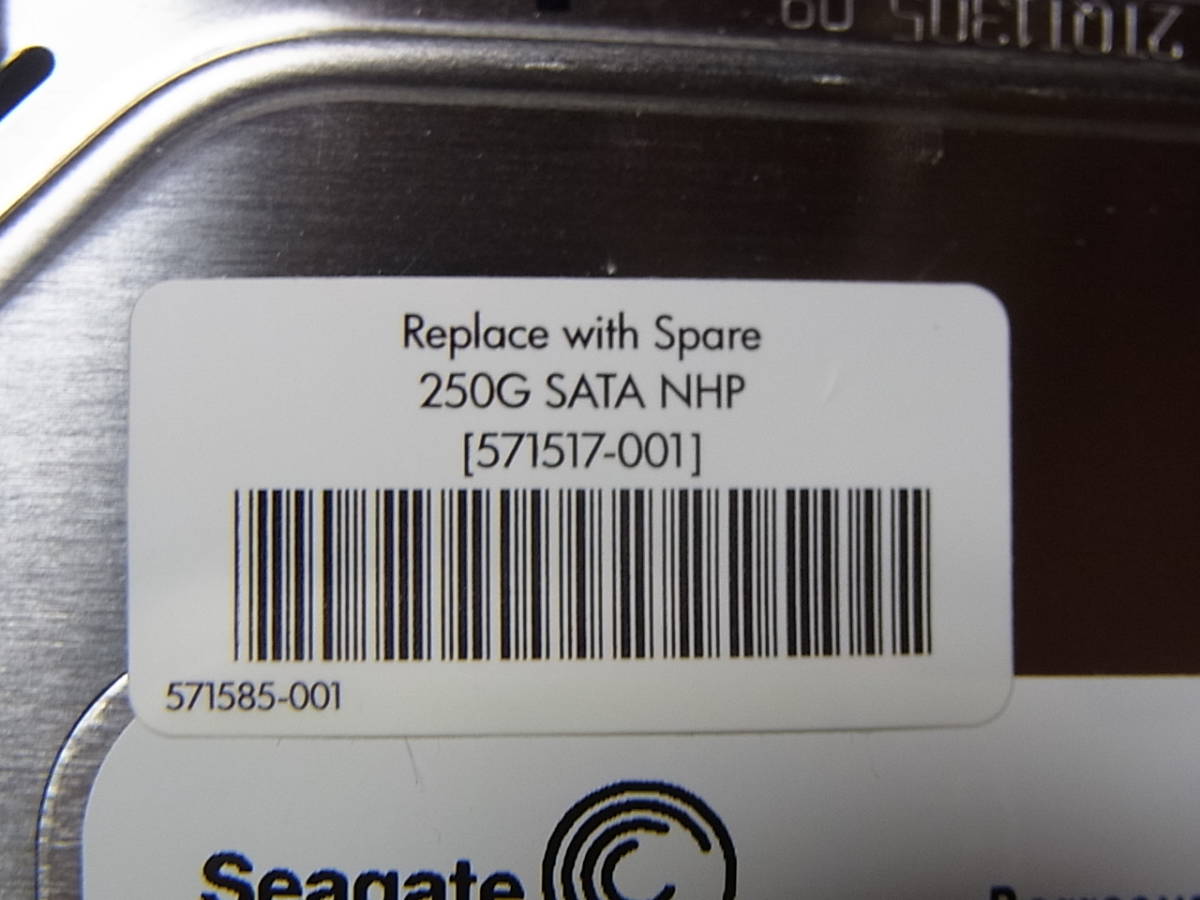 Replace with Spare
250G SATA NHP
[571517-001]
571585-001
Seagate